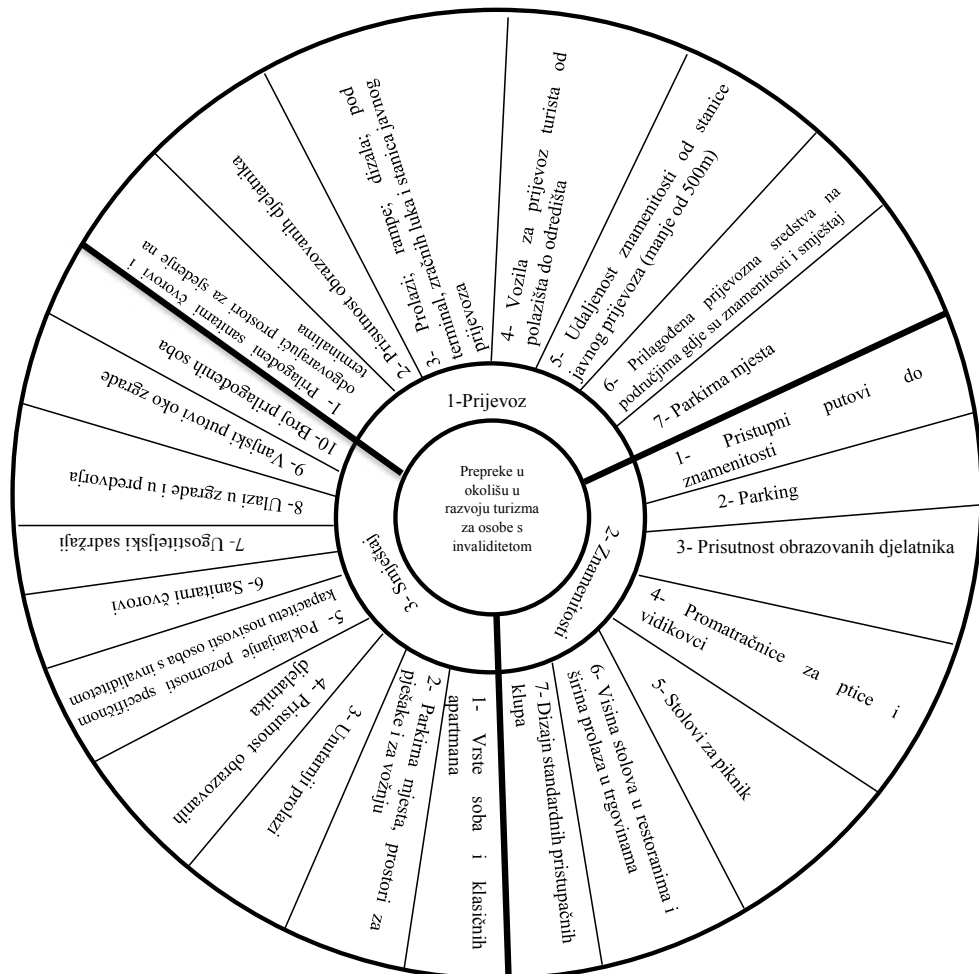 Prepreke u
okolišu u
razvoju turizma
za osobe s
invaliditetom
1-Prijevoz
1- Prilagođeni sanitarni čvorovi i
odgovarajući prostori za sjedenje na
terminalima
2- Prisutnost obrazovanih djelatnika
3- Prolazi; rampe; dizala; pod
terminal, zračnih luka i stanica javnog
prijevoza
4- Vozila za prijevoz turista od
polazišta do odredišta
5- Udaljenost znamenitosti od stanice
javnog prijevoza (manje od 500m)
6- Prilagođena prijevozna sredstva na
područjima gdje su znamenitosti i smještaj
7- Parkirna mjesta
2- Znamenitosti
1- Pristupni putovi do
znamenitosti
2- Parking
3- Prisutnost obrazovanih djelatnika
4- Promatračnice za ptice i
vidikovci
5- Stolovi za piknik
6- Visina stolova u restoranima i
širina prolaza u trgovinama
7- Dizajn standardnih pristupačnih
klupa
3- Smještaj
1- Vrste soba i klasičnih
apartmana
2- Parkirna mjesta, prostori za
pješake i za vožnju
3- Unutarnji prolazi
4- Prisutnost obrazovanih
djelatnika
5- Poklanjanje pozornosti specifičnom
kapacitetu nosivosti osoba s invaliditetom
6- Sanitarni čvorovi
7- Ugostiteljski sadržaji
8- Ulazi u zgrade i u predvorja
9- Vanjski putovi oko zgrade
10- Broj prilagođenih soba